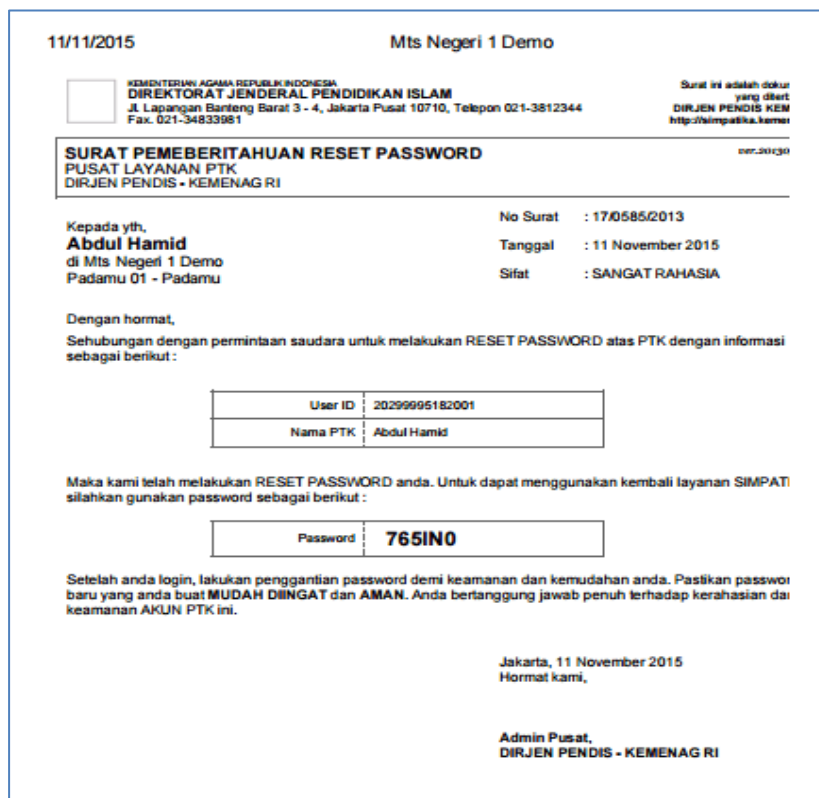 11/11/2015 Mts Negeri 1 Demo
KEMENTERIAN AGAMA REPUBLIK INDONESIA
DIREKTORAT JENDERAL PENDIDIKAN ISLAM
Jl. Lapangan Banteng Barat 3 - 4, Jakarta Pusat 10710, Telepon 021-3812344
Fax. 021-34833981
Surat ini adalah dokur
yang diterb
DIRJEN PENDIS KEM
http://simpatika.kemer
SURAT PEMEBERITAHUAN RESET PASSWORD
PUSAT LAYANAN PTK
DIRJEN PENDIS - KEMENAG RI
ver.20130
Kepada yth,
Abdul Hamid
di Mts Negeri 1 Demo
Padamu 01 - Padamu
No Surat : 17/0585/2013
Tanggal : 11 November 2015
Sifat : SANGAT RAHASIA
Dengan hormat,
Sehubungan dengan permintaan saudara untuk melakukan RESET PASSWORD atas PTK dengan informasi
sebagai berikut :
User ID 20299995182001
Nama PTK Abdul Hamid
Maka kami telah melakukan RESET PASSWORD anda. Untuk dapat menggunakan kembali layanan SIMPATI
silahkan gunakan password sebagai berikut :
Password 765IN0
Setelah anda login, lakukan penggantian password demi keamanan dan kemudahan anda. Pastikan passwor
baru yang anda buat MUDAH DIINGAT dan AMAN. Anda bertanggung jawab penuh terhadap kerahasian dar
keamanan AKUN PTK ini.
Jakarta, 11 November 2015
Hormat kami,
Admin Pusat,
DIRJEN PENDIS - KEMENAG RI